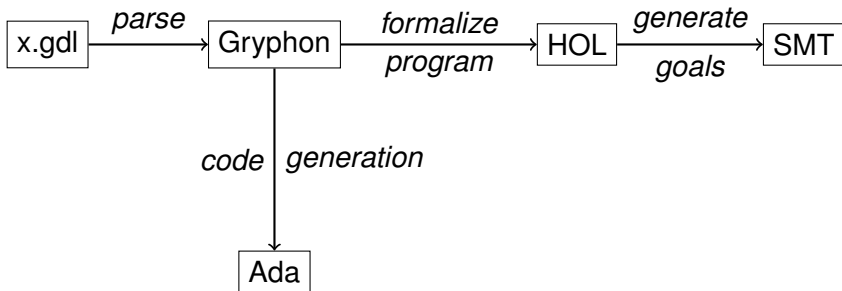 parse
formalize
generate
x.gdl
Gryphon
HOL
SMT
program
goals
code generation
Ada